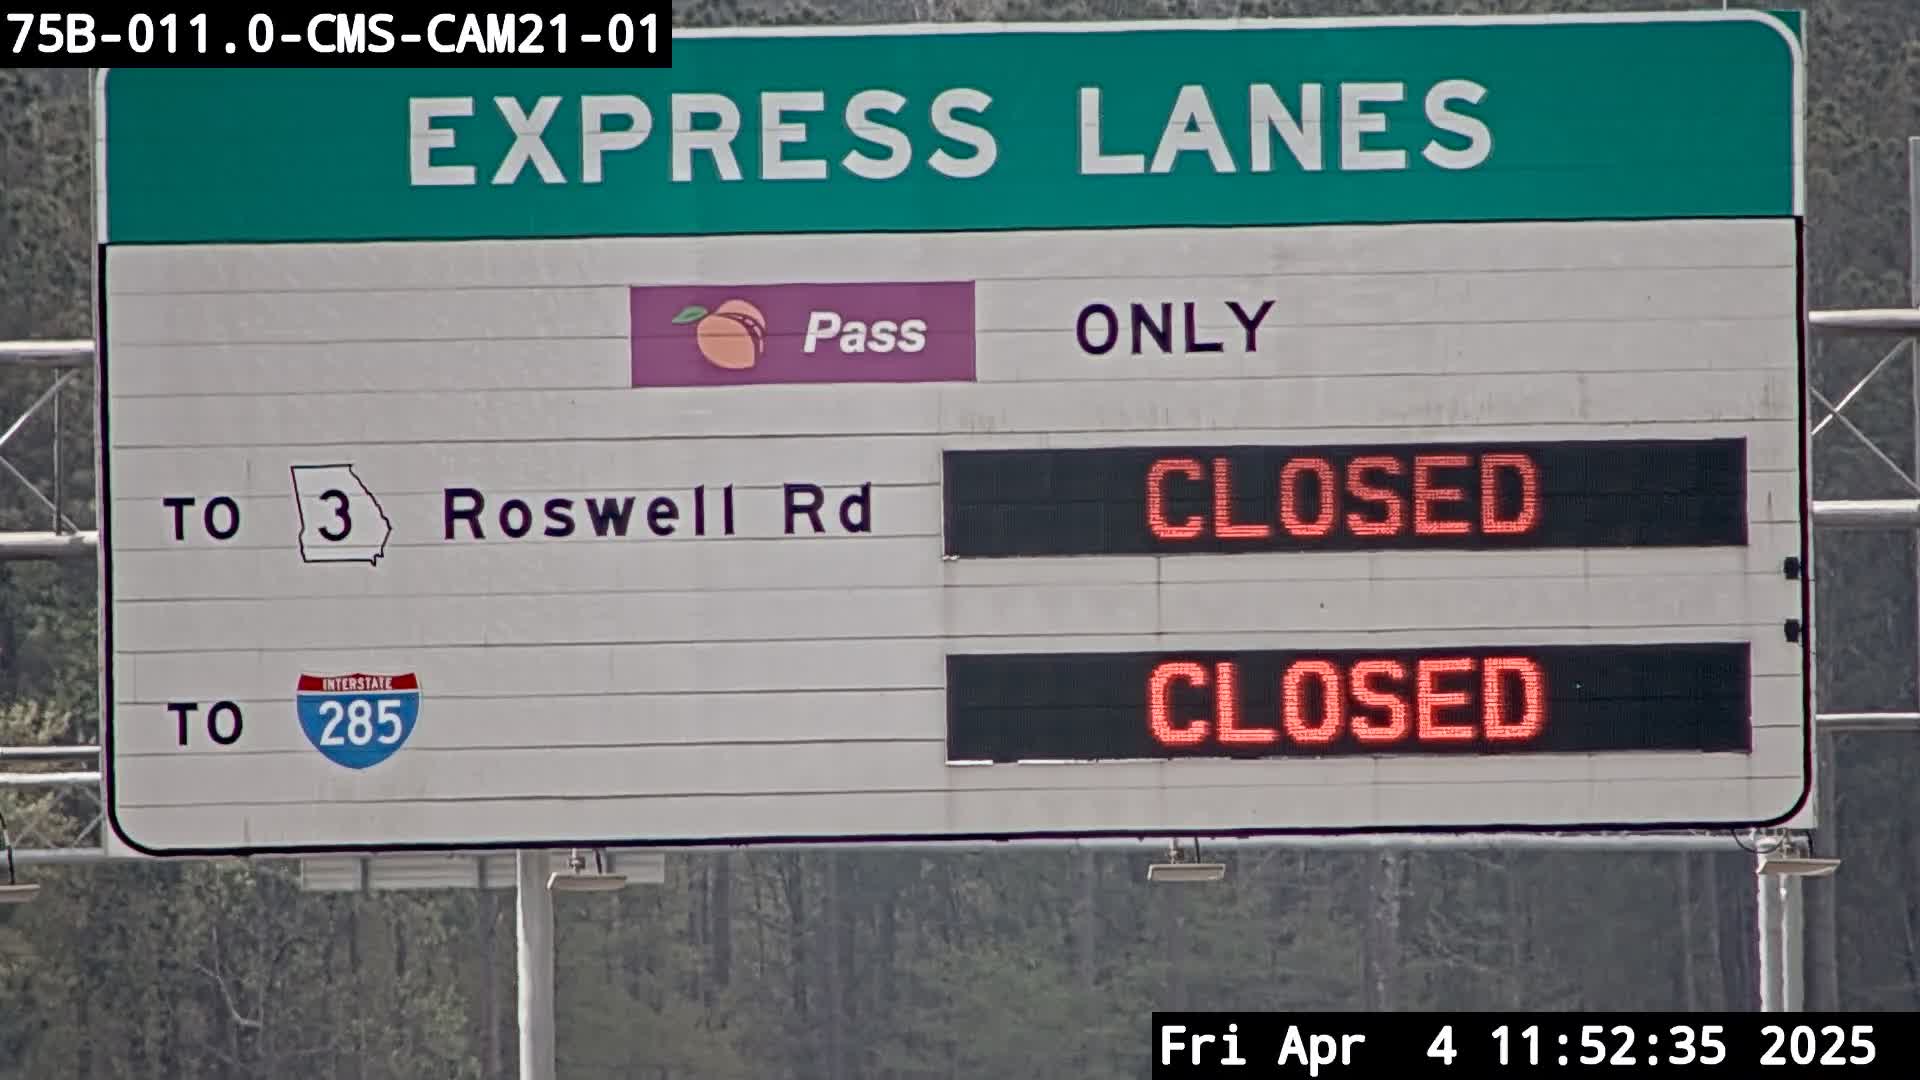 75B-011.0-CMS-CAM21-01
EXPRESS LANES
Pass ONLY
TO 3 Roswell Rd CLOSED
TO INTERSTATE 285 CLOSED
Fri Apr 4 11:52:35 2025